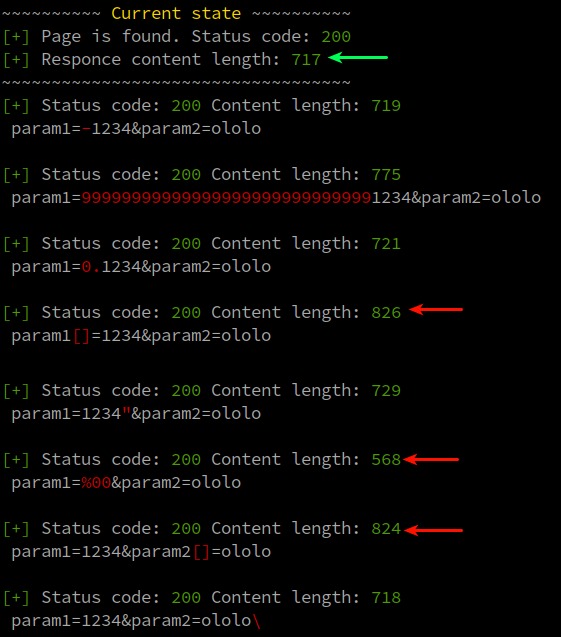 ~~~~~~~~~~ Current state ~~~~~~~~~~
[+] Page is found. Status code: 200
[+] Responce content length: 717
~~~~~~~~~~~~~~~~~~~~~~~~~~~~~~~~~~~
[+] Status code: 200 Content length: 719
param1=-1234&param2=ololo
[+] Status code: 200 Content length: 775
param1=999999999999999999999999999999991234&param2=ololo
[+] Status code: 200 Content length: 721
param1=0.1234&param2=ololo
[+] Status code: 200 Content length: 826
param1[]=1234&param2=ololo
[+] Status code: 200 Content length: 729
param1=1234"&param2=ololo
[+] Status code: 200 Content length: 568
param1=%00&param2=ololo
[+] Status code: 200 Content length: 824
param1=1234&param2[]=ololo
[+] Status code: 200 Content length: 718
param1=1234&param2=ololo\